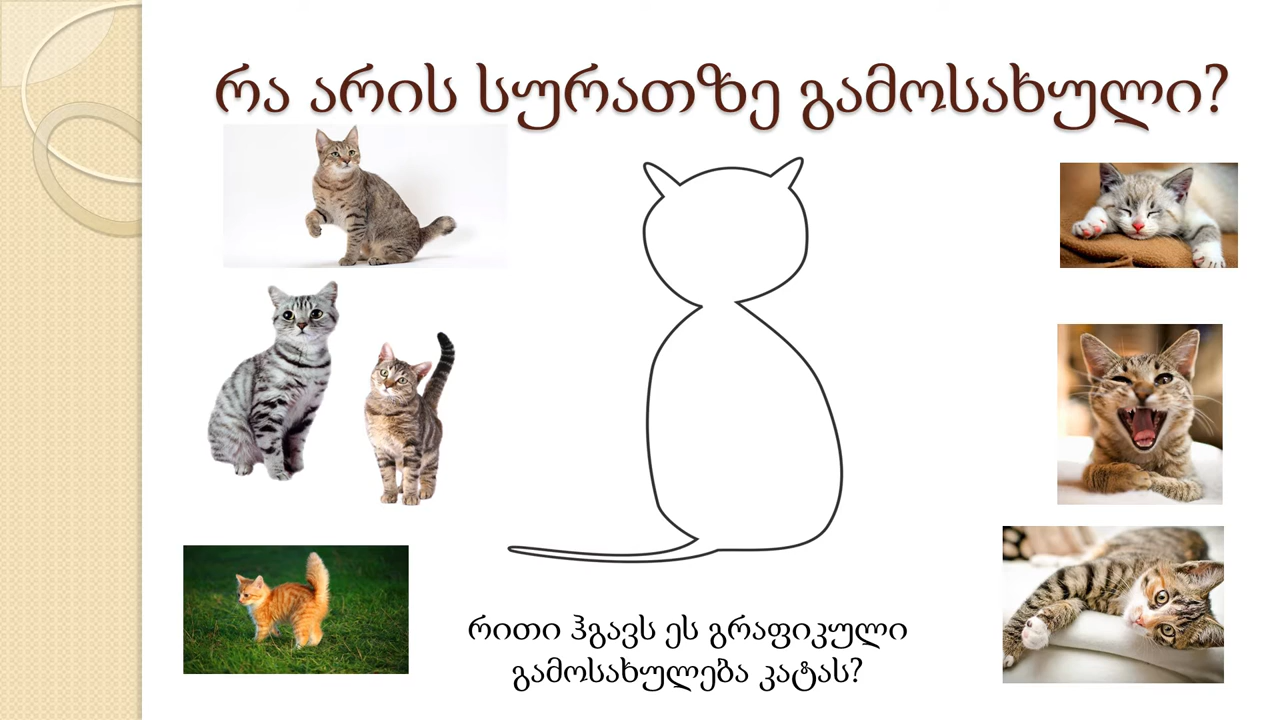 რა არის სურათზე გამოსახული?
რითი ჰგავს ეს გრაფიკული
გამოსახულება კატას?